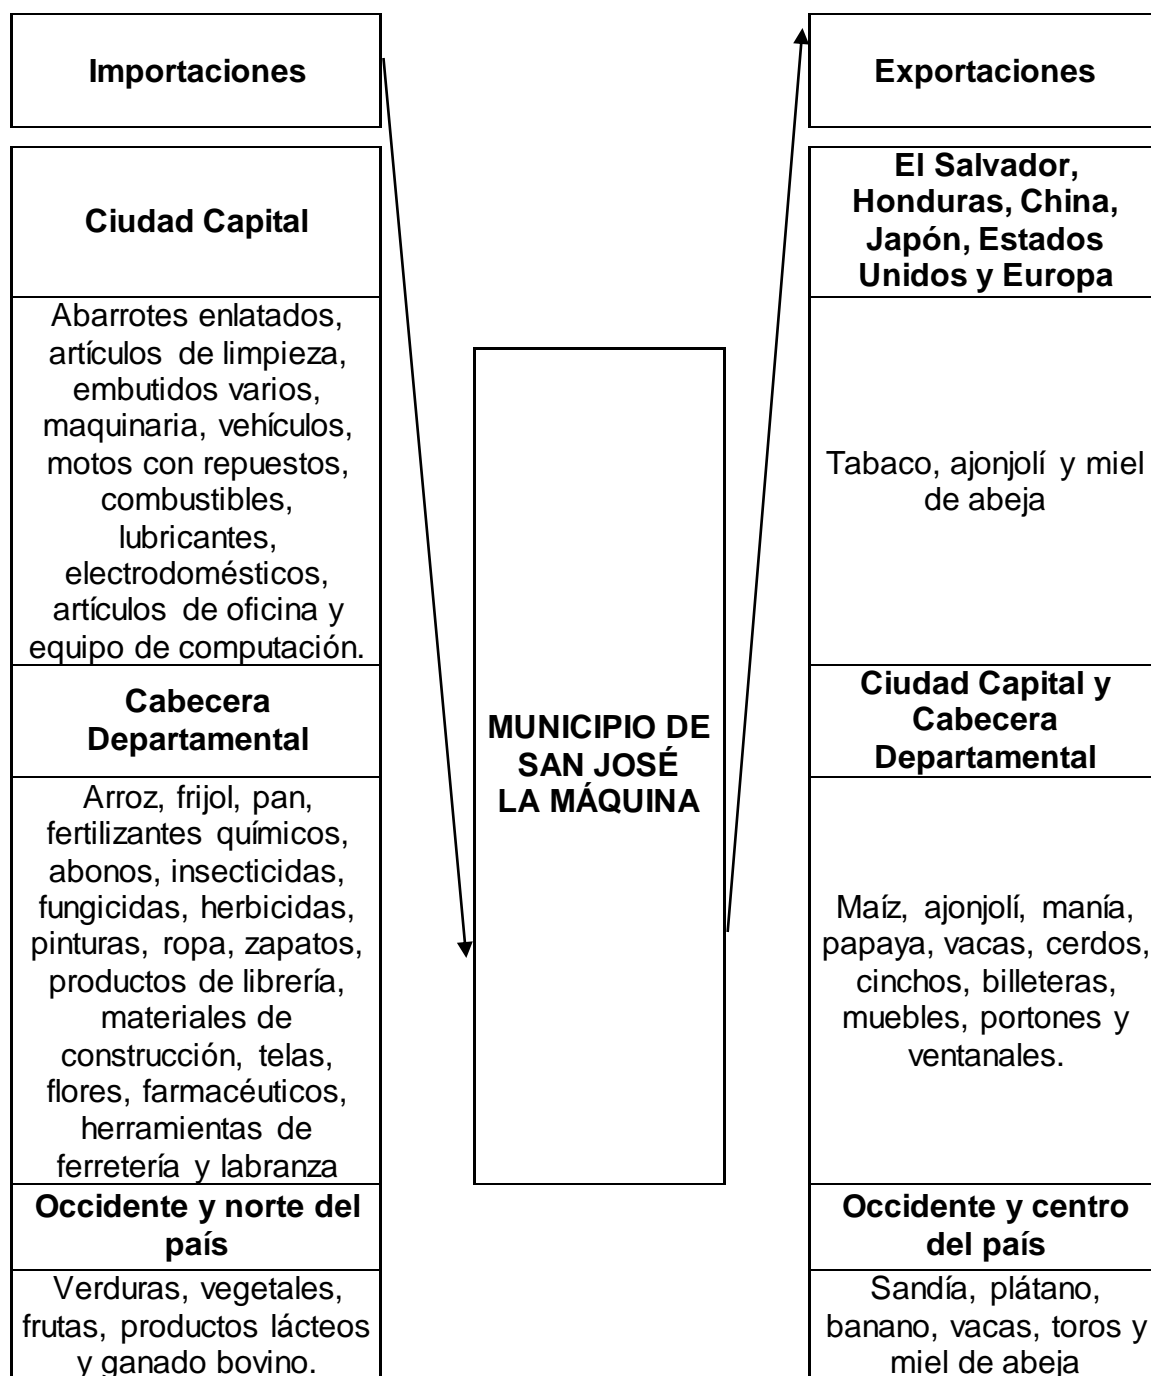 Importaciones
Ciudad Capital
Abarrotes enlatados,
artículos de limpieza,
embutidos varios,
maquinaria, vehículos,
motos con repuestos,
combustibles,
lubricantes,
electrodomésticos,
artículos de oficina y
equipo de computación.
Cabecera
Departamental
Arroz, frijol, pan,
fertilizantes químicos,
abonos, insecticidas,
fungicidas, herbicidas,
pinturas, ropa, zapatos,
productos de librería,
materiales de
construcción, telas,
flores, farmacéuticos,
herramientas de
ferretería y labranza
Occidente y norte del
país
Verduras, vegetales,
frutas, productos lácteos
y ganado bovino.
MUNICIPIO DE
SAN JOSÉ
LA MÁQUINA
Exportaciones
El Salvador,
Honduras, China,
Japón, Estados
Unidos y Europa
Tabaco, ajonjolí y miel
de abeja
Ciudad Capital y
Cabecera
Departamental
Maíz, ajonjolí, manía,
papaya, vacas, cerdos,
cinchos, billeteras,
muebles, portones y
ventanales.
Occidente y centro
del país
Sandía, plátano,
banano, vacas, toros y
miel de abeja